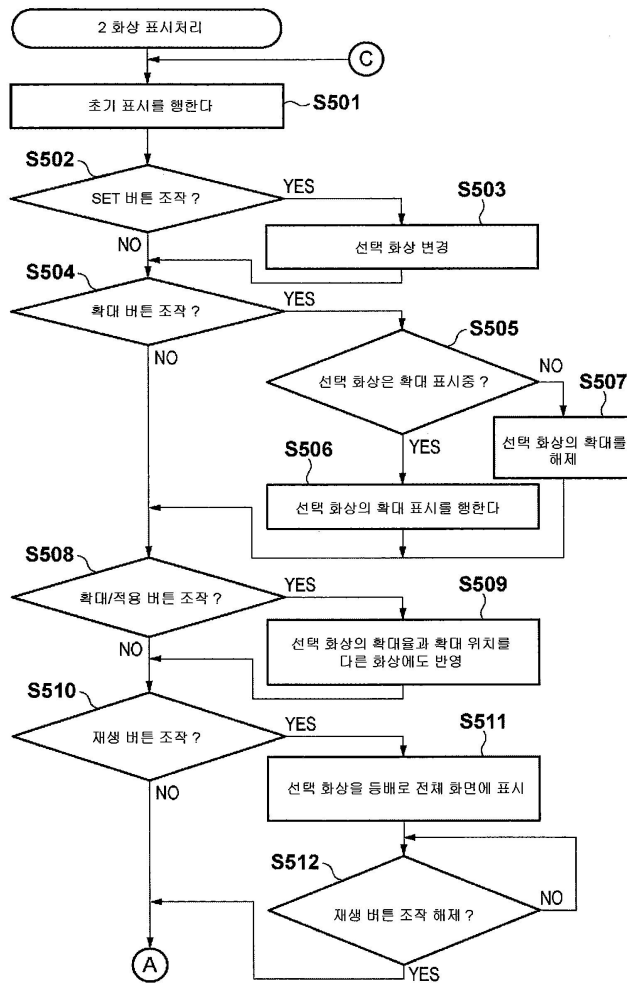 2 화상 표시처리
C
초기 표시를 행한다
S501
S502
SET 버튼 조작 ?
YES
NO
S503
선택 화상 변경
S504
확대 버튼 조작 ?
YES
NO
S505
선택 화상은 확대 표시중 ?
NO
YES
S507
선택 화상의 확대를
해제
S506
선택 화상의 확대 표시를 행한다
S508
확대/적용 버튼 조작 ?
YES
NO
S509
선택 화상의 확대율과 확대 위치를
다른 화상에도 반영
S510
재생 버튼 조작 ?
YES
NO
S511
선택 화상을 등배로 전체 화면에 표시
S512
재생 버튼 조작 해제 ?
NO
YES
A